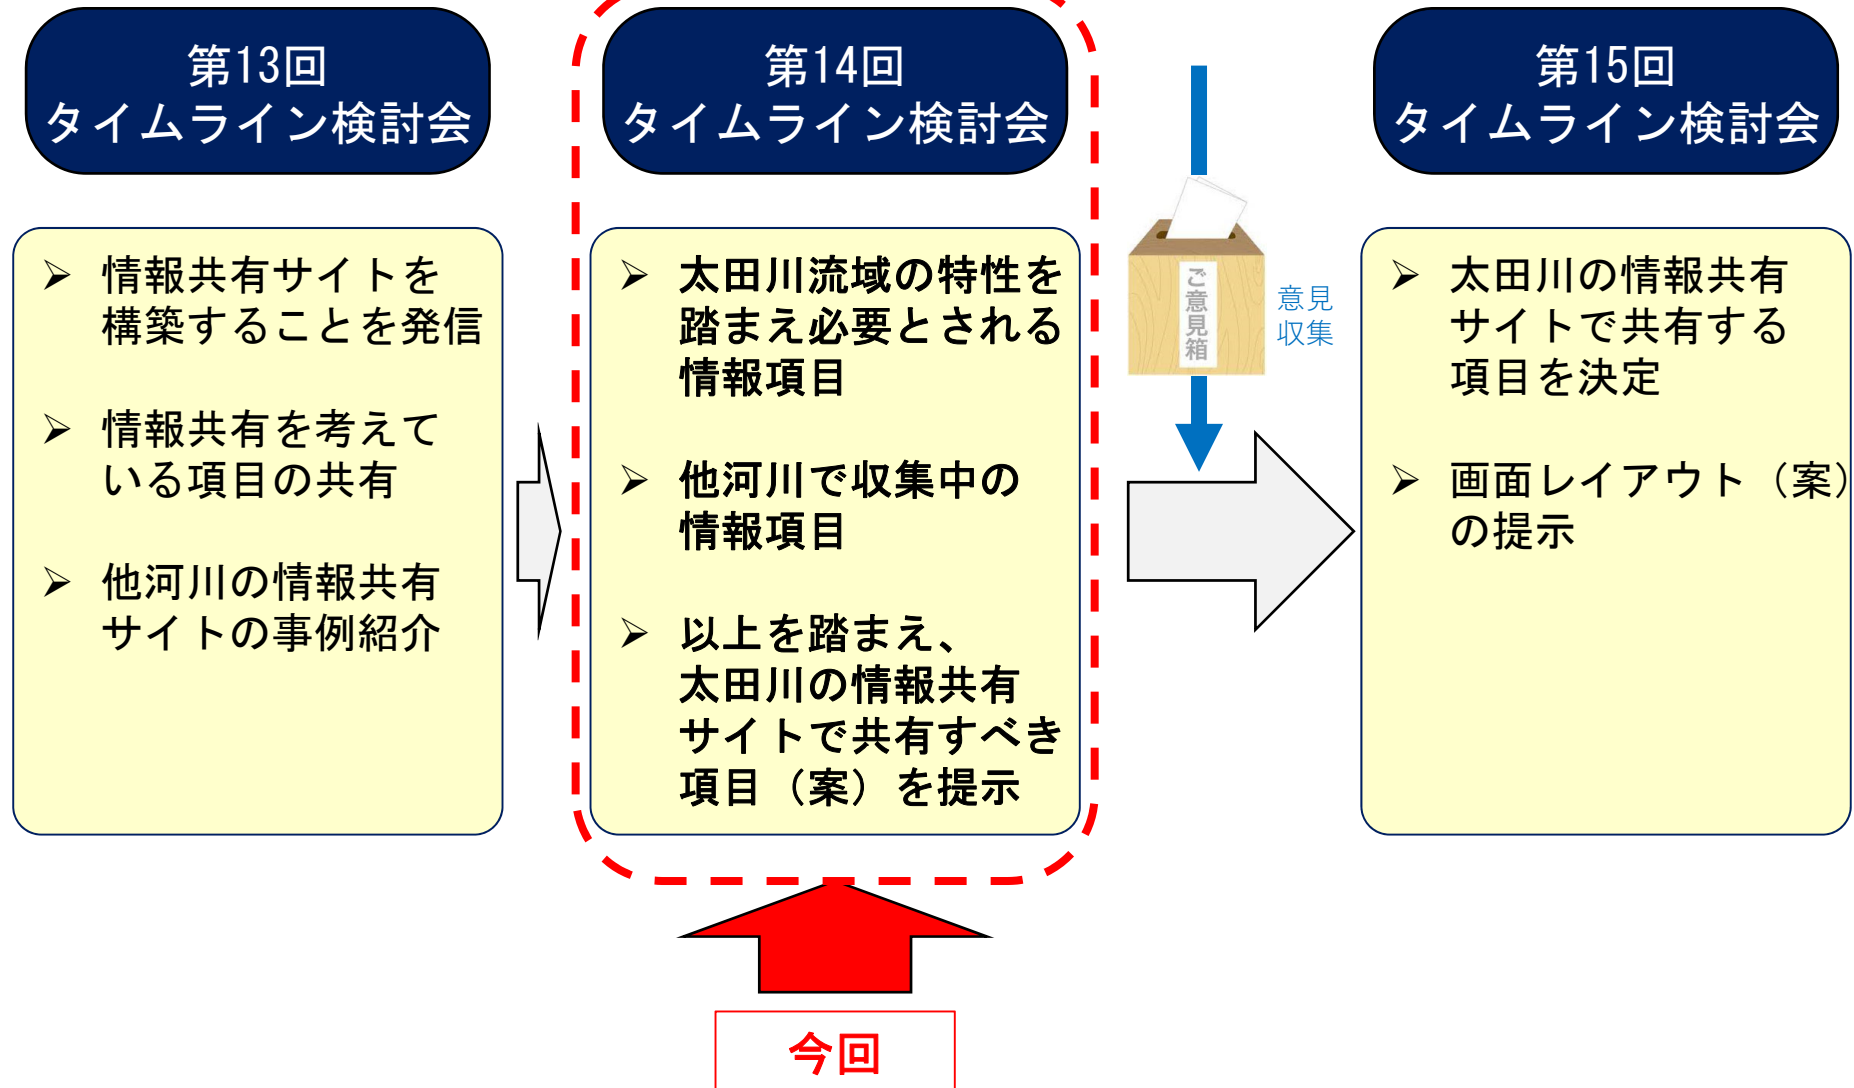 第13回
タイムライン検討会
➢ 情報共有サイトを
構築することを発信
➢ 情報共有を考えて
いる項目の共有
➢ 他河川の情報共有
サイトの事例紹介
第14回
タイムライン検討会
➢ 太田川流域の特性を
踏まえ必要とされる
情報項目
➢ 他河川で収集中の
情報項目
➢ 以上を踏まえ、
太田川の情報共有
サイトで共有すべき
項目（案）を提示
今回
ご意見箱
意見
収集
第15回
タイムライン検討会
➢ 太田川の情報共有
サイトで共有する
項目を決定
➢ 画面レイアウト（案）
の提示